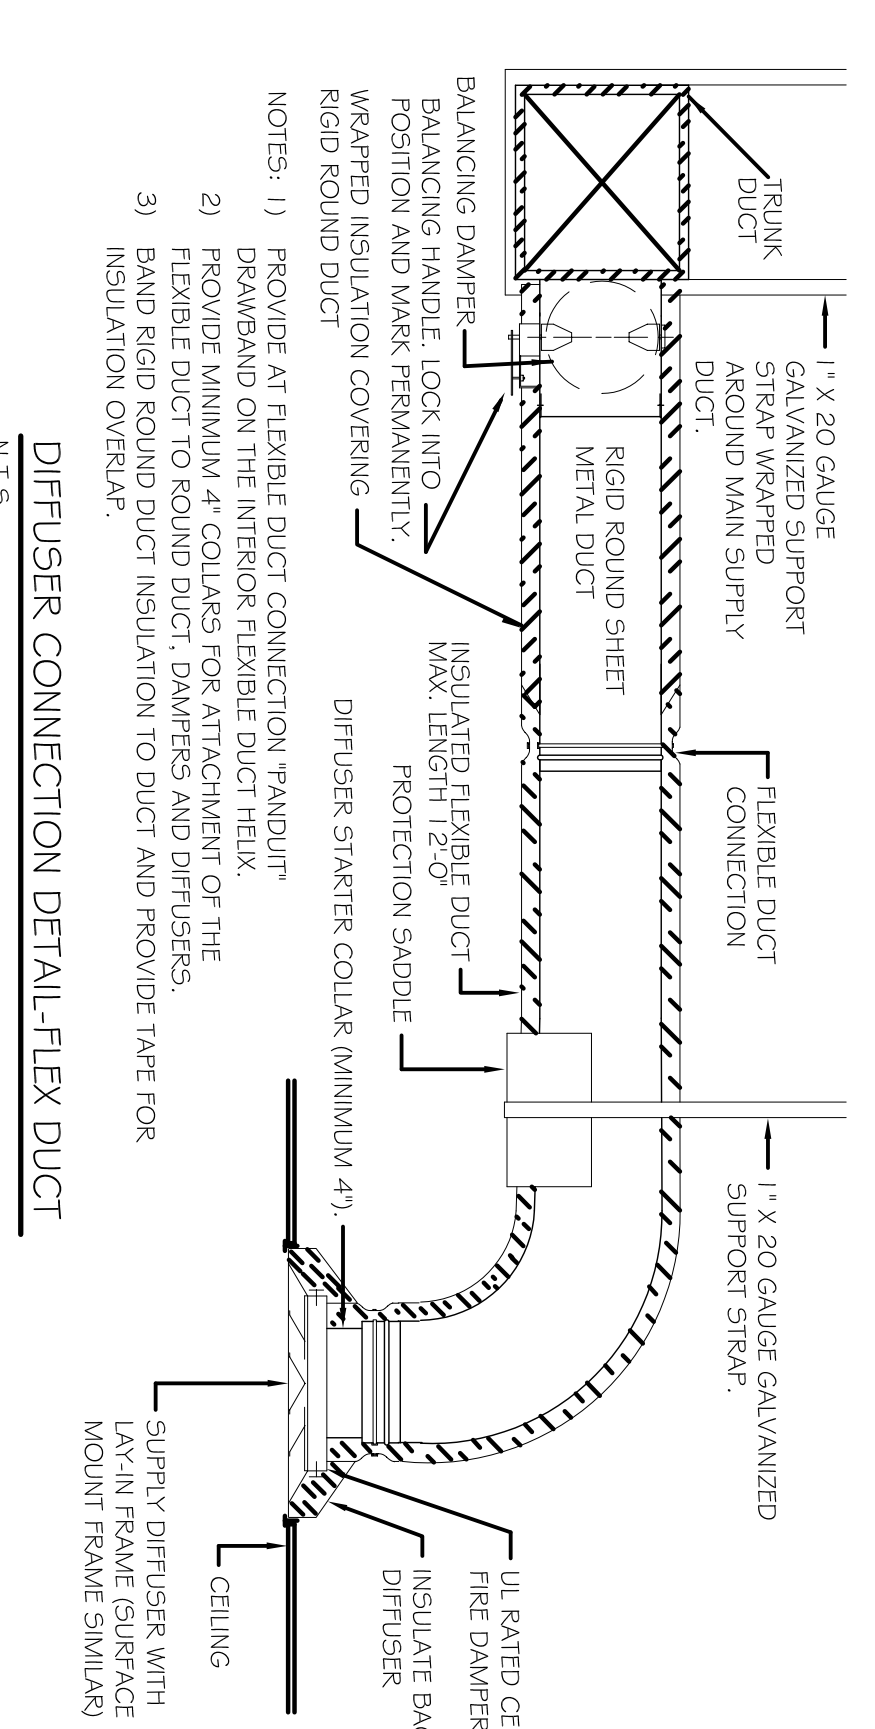 TRUNK
DUCT
1" X 20 GAUGE
GALVANIZED SUPPORT
STRAP WRAPPED
AROUND MAIN SUPPLY
DUCT.
RIGID ROUND SHEET
METAL DUCT
FLEXIBLE DUCT
CONNECTION
1" X 20 GAUGE GALVANIZED
SUPPORT STRAP.
BALANCING DAMPER
BALANCING HANDLE. LOCK INTO
POSITION AND MARK PERMANENTLY.
WRAPPED INSULATION COVERING
RIGID ROUND DUCT
INSULATED FLEXIBLE DUCT
MAX. LENGTH 12'-0"
PROTECTION SADDLE
DIFFUSER STARTER COLLAR (MINIMUM 4").
UL RATED
FIRE DAMPER
INSULATE
DIFFUSER
CEILING
SUPPLY DIFFUSER WITH
LAY-IN FRAME (SURFACE
MOUNT FRAME SIMILAR)
NOTES: 1) PROVIDE AT FLEXIBLE DUCT CONNECTION "PANDUIT"
DRAWBAND ON THE INTERIOR FLEXIBLE DUCT HELIX.
2) PROVIDE MINIMUM 4" COLLARS FOR ATTACHMENT OF THE
FLEXIBLE DUCT TO ROUND DUCT, DAMPERS AND DIFFUSERS.
3) BAND RIGID ROUND DUCT INSULATION TO DUCT AND PROVIDE TAPE FOR
INSULATION OVERLAP.
DIFFUSER CONNECTION DETAIL-FLEX DUCT